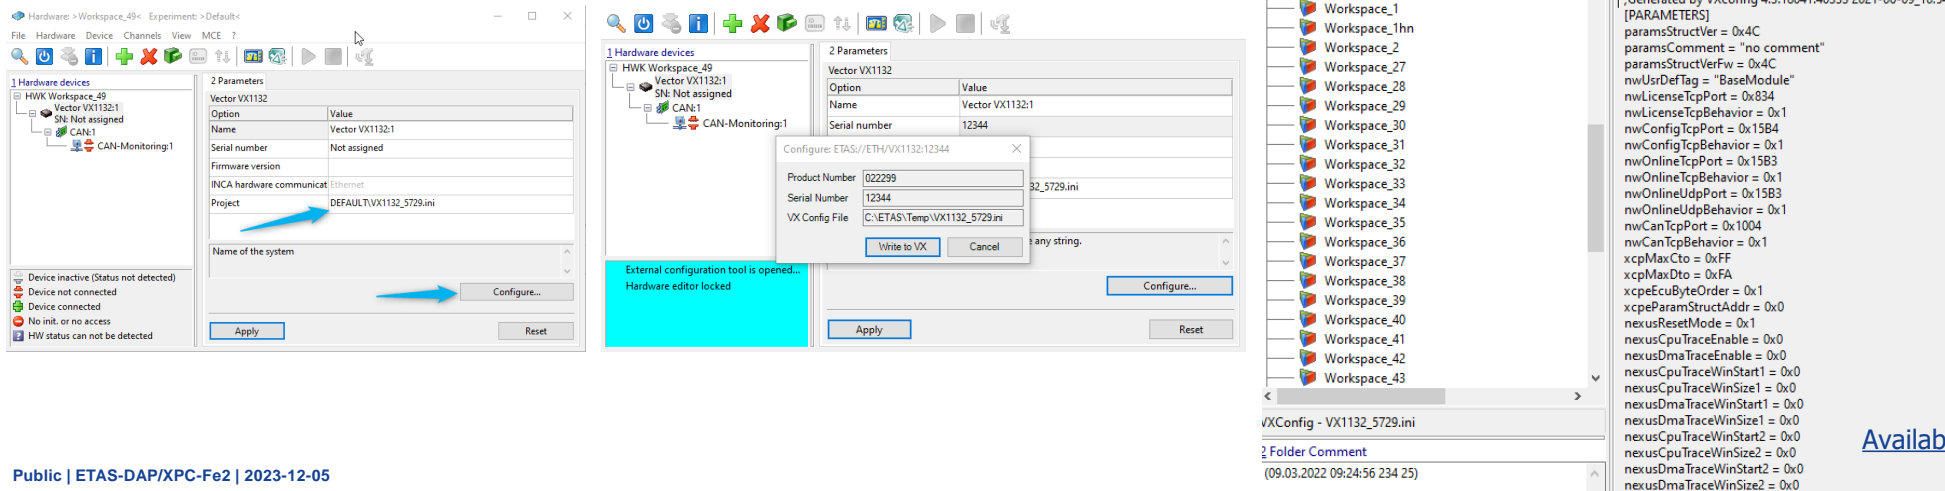 Hardware: >Workspace_49< Experiment: >Default<
File Hardware Device Channels View MCE ?
1 Hardware devices
HWK Workspace_49
Vector VX1132:1
SN: Not assigned
CAN:1
CAN-Monitoring:1
Device inactive (Status not detected)
Device not connected
Device connected
No init. or no access
HW status can not be detected
2 Parameters
Vector VX1132
Option Value
Name Vector VX1132:1
Serial number Not assigned
Firmware version
INCA hardware communicat Ethernet
Project DEFAULT\VX1132_5729.ini
Name of the system
Configure...
Apply Reset
1 Hardware devices
HWK Workspace_49
Vector VX1132:1
SN: Not assigned
CAN:1
CAN-Monitoring:1
External configuration tool is opened...
Hardware editor locked
2 Parameters
Vector VX1132
Option Value
Name Vector VX1132:1
Serial number 12344
32_5729.ini
e any string.
Configure...
Apply Reset
Configure: ETAS://ETH/VX1132:12344
Product Number 022299
Serial Number 12344
VX Config File C:\ETAS\Temp\VX1132_5729.ini
Write to VX Cancel
Workspace_1
Workspace_1hn
Workspace_2
Workspace_27
Workspace_28
Workspace_29
Workspace_30
Workspace_31
Workspace_32
Workspace_33
Workspace_34
Workspace_35
Workspace_36
Workspace_37
Workspace_38
Workspace_39
Workspace_40
Workspace_41
Workspace_42
Workspace_43
VXConfig - VX1132_5729.ini
2 Folder Comment
(09.03.2022 09:24:56 234 25)
[PARAMETERS]
paramsStructVer = 0x4C
paramsComment = "no comment"
paramsStructVerFw = 0x4C
nwUsrDefTag = "BaseModule"
nwLicenseTcpPort = 0x834
nwLicenseTcpBehavior = 0x1
nwConfigTcpPort = 0x15B4
nwConfigTcpBehavior = 0x1
nwOnlineTcpPort = 0x15B3
nwOnlineTcpBehavior = 0x1
nwOnlineUdpPort = 0x15B3
nwOnlineUdpBehavior = 0x1
nwCanTcpPort = 0x1004
nwCanTcpBehavior = 0x1
xcpMaxCto = 0xFF
xcpMaxDto = 0xFA
xcpeEcuByteOrder = 0x1
xcpeParamStructAddr = 0x0
nexusResetMode = 0x1
nexusCpuTraceEnable = 0x0
nexusDmaTraceEnable = 0x0
nexusCpuTraceWinStart1 = 0x0
nexusCpuTraceWinSize1 = 0x0
nexusDmaTraceWinStart1 = 0x0
nexusDmaTraceWinSize1 = 0x0
nexusCpuTraceWinStart2 = 0x0
nexusCpuTraceWinSize2 = 0x0
nexusDmaTraceWinStart2 = 0x0
nexusDmaTraceWinSize2 = 0x0
Availab
Public | ETAS-DAP/XPC-Fe2 | 2023-12-05